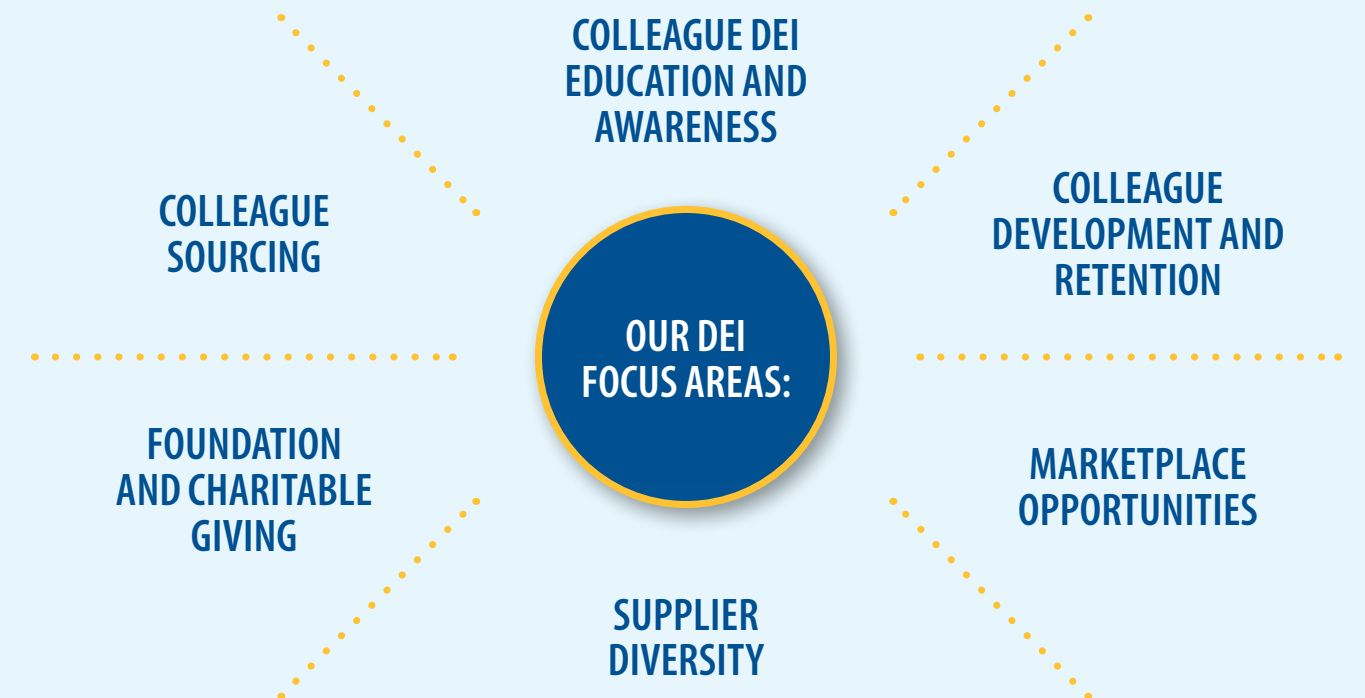 COLLEAGUE DEI
EDUCATION AND
AWARENESS
COLLEAGUE
SOURCING
COLLEAGUE
DEVELOPMENT AND
RETENTION
OUR DEI
FOCUS AREAS:
FOUNDATION
AND CHARITABLE
GIVING
MARKETPLACE
OPPORTUNITIES
SUPPLIER
DIVERSITY